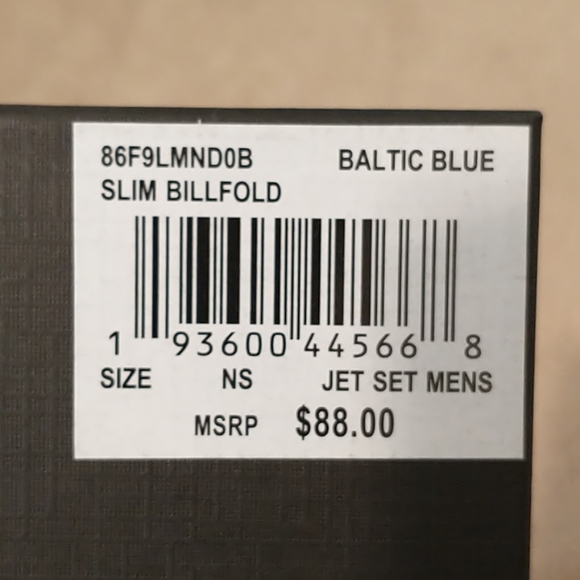 86F9LMND0B BALTIC BLUE
SLIM BILLFOLD
1 93600 44566 8
SIZE NS JET SET MENS
MSRP $88.00